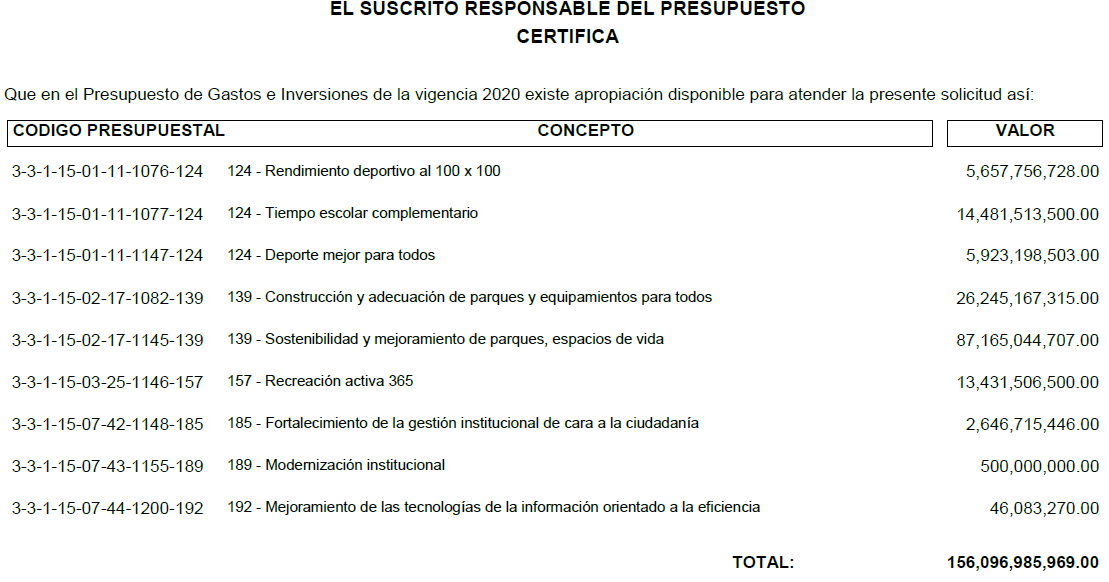 EL SUSCRITO RESPONSABLE DEL PRESUPUESTO
CERTIFICA
Que en el Presupuesto de Gastos e Inversiones de la vigencia 2020 existe apropiación disponible para atender la presente solicitud así:
CODIGO PRESUPUESTAL CONCEPTO VALOR
3-3-1-15-01-11-1076-124 124 - Rendimiento deportivo al 100 x 100 5,657,756,728.00
3-3-1-15-01-11-1077-124 124 - Tiempo escolar complementario 14,481,513,500.00
3-3-1-15-01-11-1147-124 124 - Deporte mejor para todos 5,923,198,503.00
3-3-1-15-02-17-1082-139 139 - Construcción y adecuación de parques y equipamientos para todos 26,245,167,315.00
3-3-1-15-02-17-1145-139 139 - Sostenibilidad y mejoramiento de parques, espacios de vida 87,165,044,707.00
3-3-1-15-03-25-1146-157 157 - Recreación activa 365 13,431,506,500.00
3-3-1-15-07-42-1148-185 185 - Fortalecimiento de la gestión institucional de cara a la ciudadanía 2,646,715,446.00
3-3-1-15-07-43-1155-189 189 - Modernización institucional 500,000,000.00
3-3-1-15-07-44-1200-192 192 - Mejoramiento de las tecnologías de la información orientado a la eficiencia 46,083,270.00
TOTAL: 156,096,985,969.00